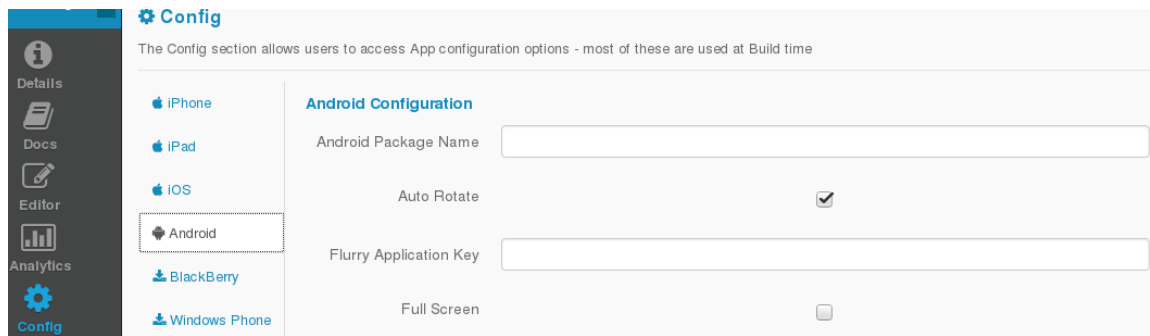 Config
The Config section allows users to access App configuration options - most of these are used at Build time
Details
Docs
Editor
Analytics
Config
iPhone
iPad
iOS
Android
BlackBerry
Windows Phone
Android Configuration
Android Package Name
Auto Rotate
Flurry Application Key
Full Screen